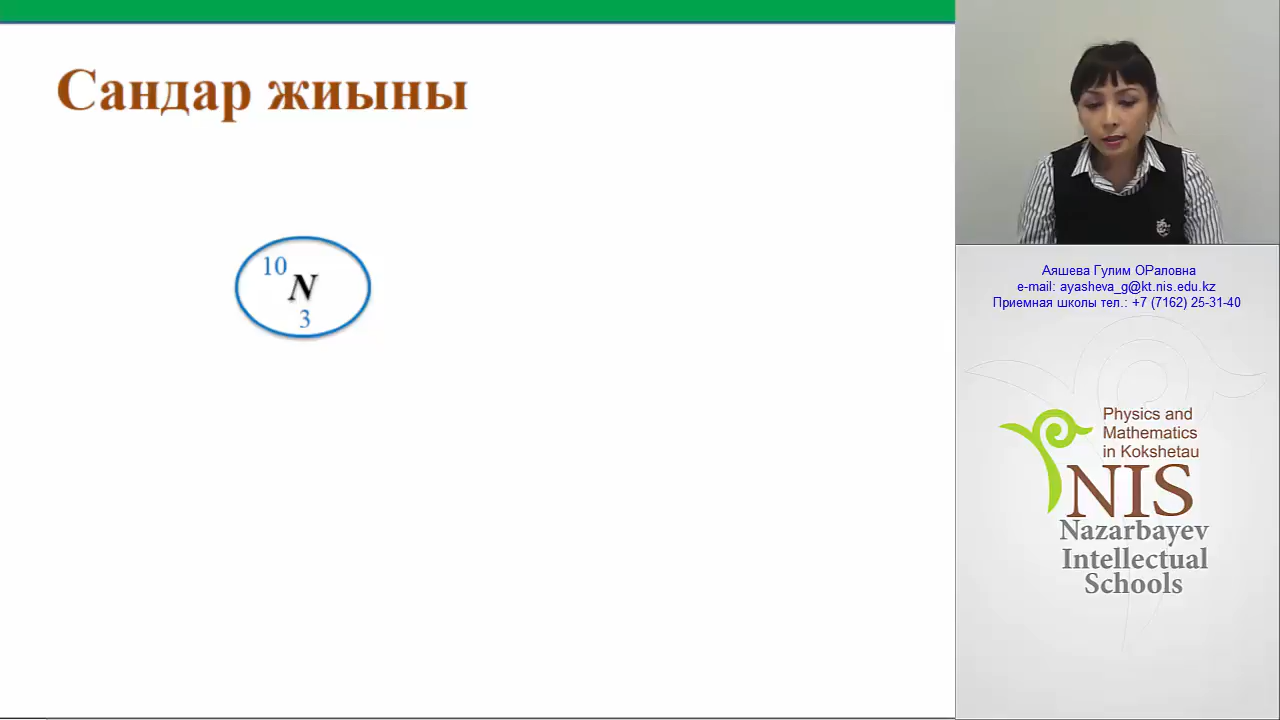 Сандар жиыны
10
N
3
Аяшева Гулим ОРаловна
e-mail: ayasheva_g@kt.nis.edu.kz
Приемная школы тел.: +7 (7162) 25-31-40
Physics and
Mathematics
in Kokshetau
NIS
Nazarbayev
Intellectual
Schools